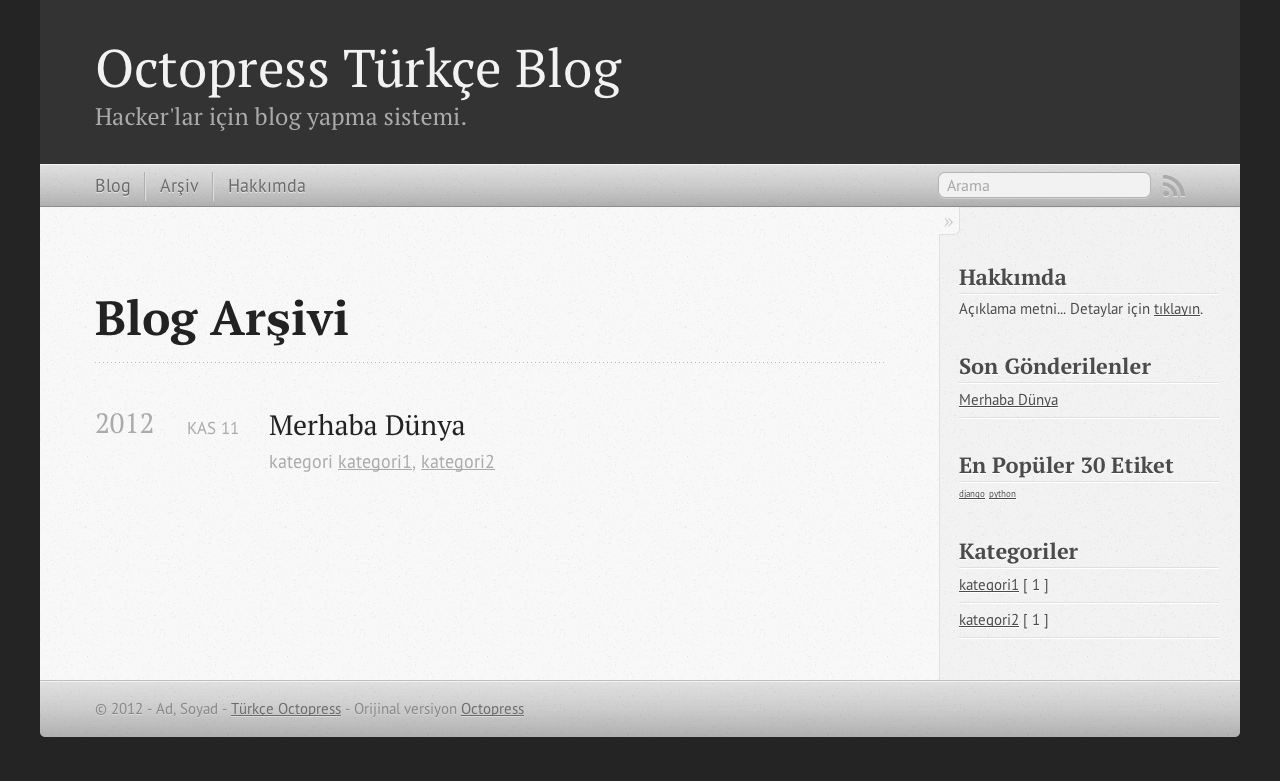 Octopress Türkçe Blog
Hacker'lar için blog yapma sistemi.
Blog
Arşiv
Hakkımda
Arama
»
Blog Arşivi
2012
KAS 11
Merhaba Dünya
kategori kategori1, kategori2
Hakkımda
Açıklama metni... Detaylar için tıklayın.
Son Gönderilenler
Merhaba Dünya
En Popüler 30 Etiket
django python
Kategoriler
kategori1 [ 1 ]
kategori2 [ 1 ]
© 2012 - Ad, Soyad - Türkçe Octopress - Orijinal versiyon Octopress